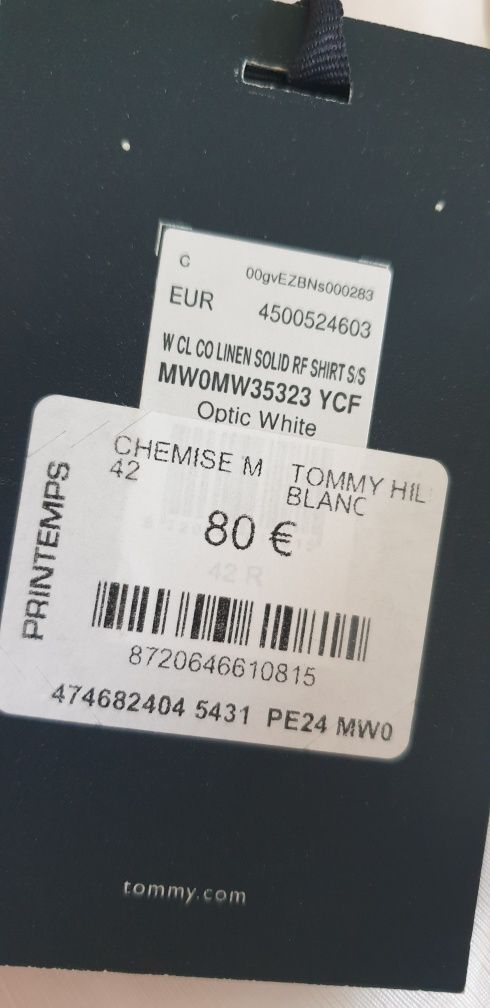 C 00gvEZBNs000283
EUR 4500524603
W CL CO LINEN SOLID RF SHIRT S/S
MW0MW35323 YCF
Optic White
CHEMISE M TOMMY HIL
42 BLANC
80 €
42 R
PRINTEMPS
8720646610815
474682404 5431 PE24 MW0
tommy.com